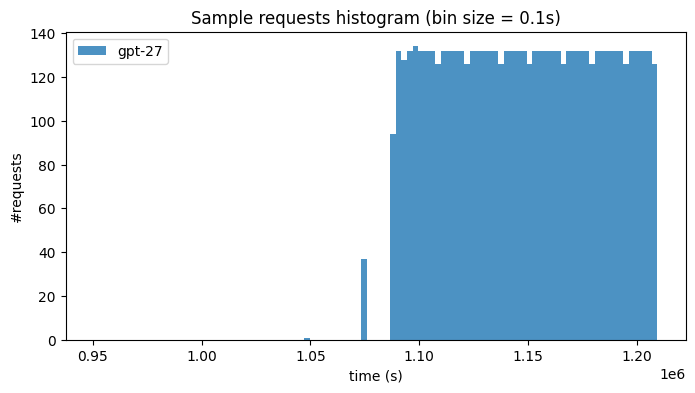 Sample requests histogram (bin size = 0.1s)
gpt-27
140
120
100
80
60
40
20
0
#requests
0.95 1.00 1.05 1.10 1.15 1.20
1e6
time (s)